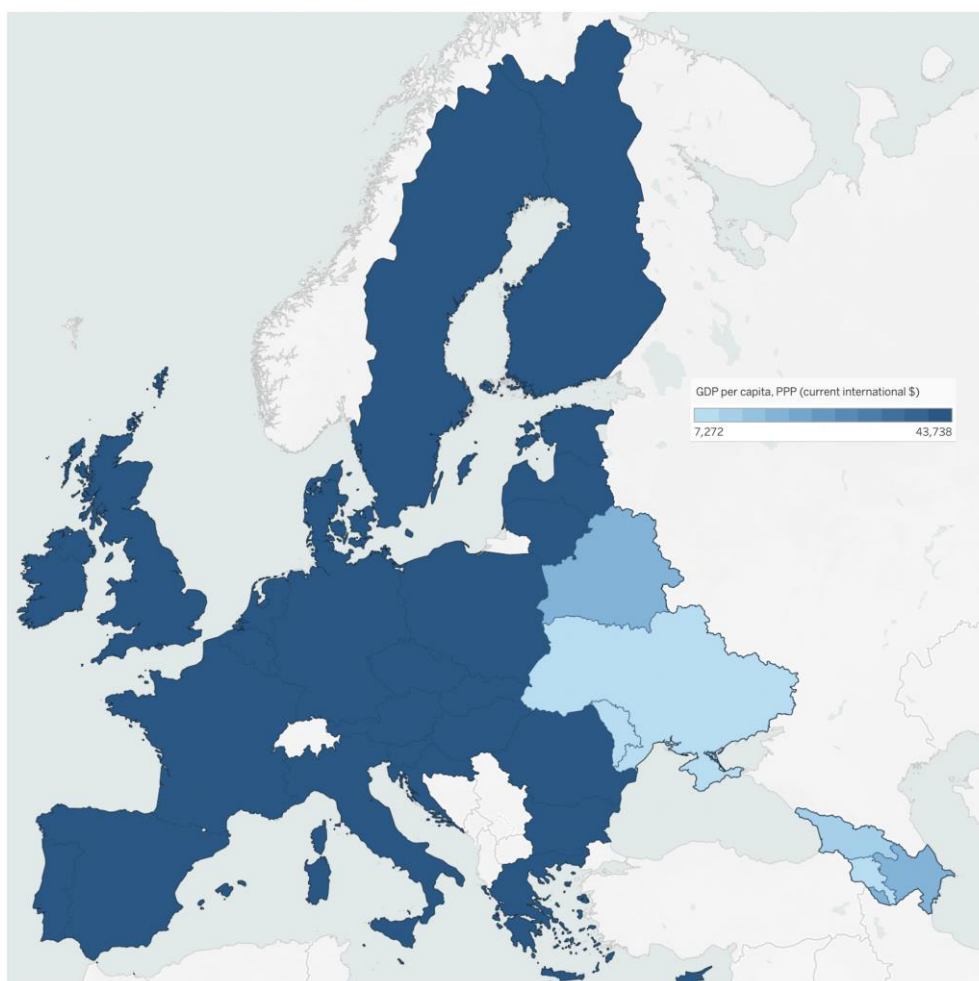 GDP per capita, PPP (current international $)
7,272 43,738